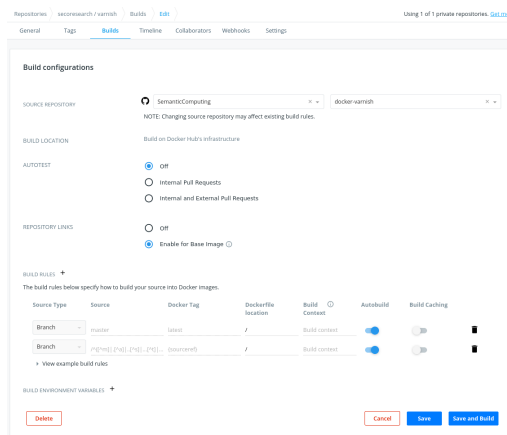 Repositories seconesearch / varnish Builds Edit Using 1 of 1 private repositories. Get m
General Tags Builds Timeline Collaborators Webhooks Settings
Build configurations
SOURCE REPOSITORY SemanticComputing × docker-varnish ×
NOTE: Changing source repository may affect existing build rules.
BUILD LOCATION Build on Docker Hub's infrastructure
AUTOTEST Off
Internal Pull Requests
Internal and External Pull Requests
REPOSITORY LINKS Off
Enable for Base Image
BUILD RULES +
The build rules below specify how to build your source into Docker images.
Source Type Source Docker Tag Dockerfile location Build Context Autobuild Build Caching
Branch master latest / Build context
Branch {sourceref} / Build context
View example build rules
BUILD ENVIRONMENT VARIABLES +
Delete Cancel Save Save and Build